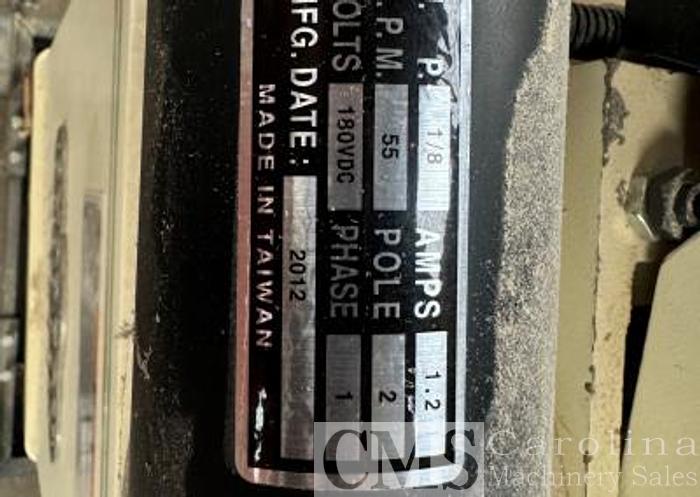 . P. 1/8 AMPS 1.2
. P. M. 55 POLE 2
OLTS 180VDC PHASE 1
FG. DATE: 2012
MADE IN TAIWAN
CMS Carolina
Machinery Sales